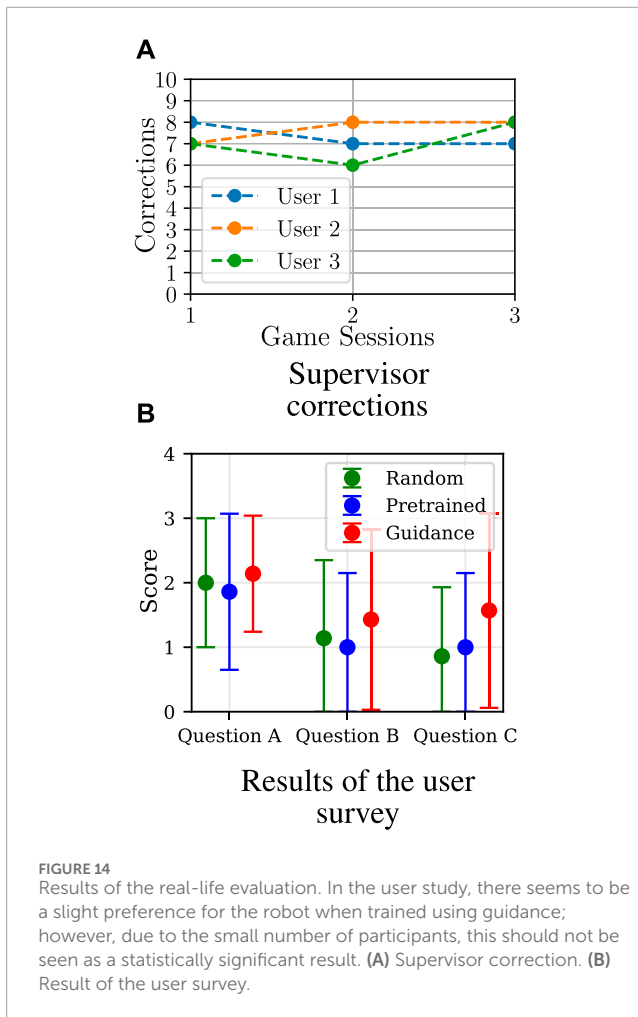 A
10
9
8
7
6
5
4
3
2
1
0
Corrections
User 1
User 2
User 3
1 2 3
Game Sessions
Supervisor
corrections
B
4
3
2
1
0
Score
Random
Pretrained
Guidance
Question A Question B Question C
Results of the user
survey
FIGURE 14
Results of the real-life evaluation. In the user study, there seems to be
a slight preference for the robot when trained using guidance;
however, due to the small number of participants, this should not be
seen as a statistically significant result. (A) Supervisor correction. (B)
Result of the user survey.